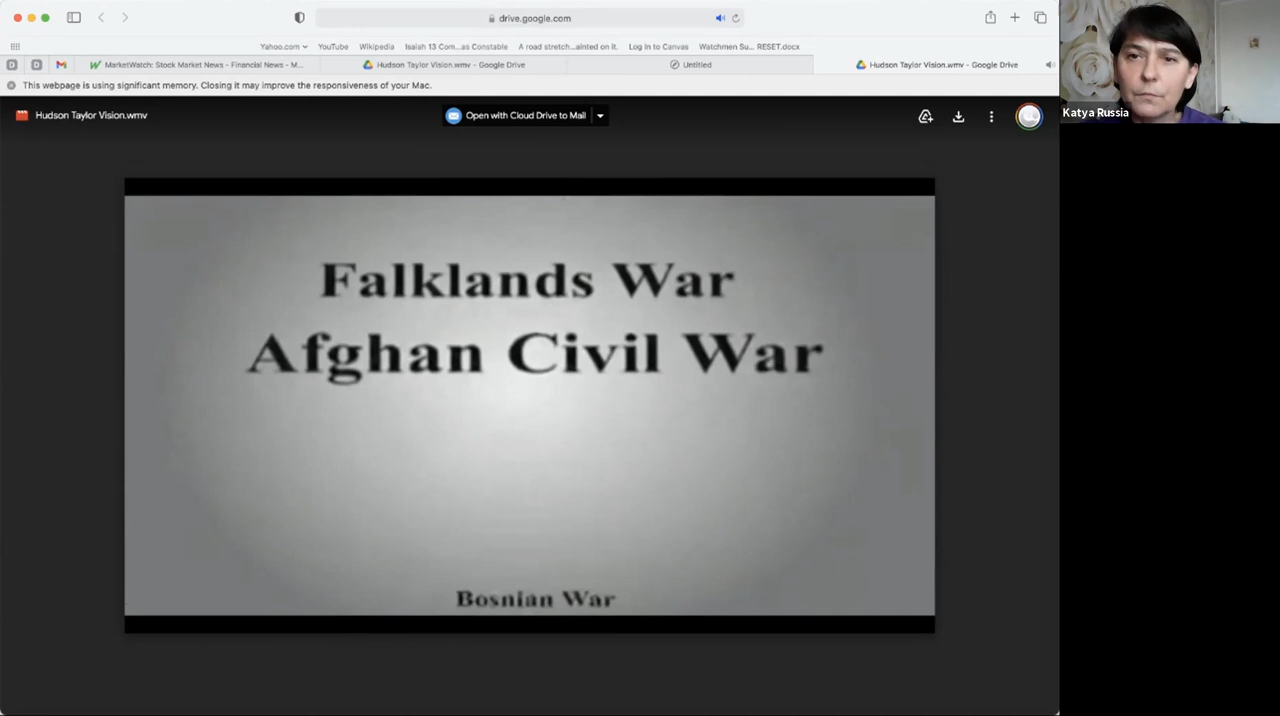 drive.google.com
Yahoo.com
YouTube
Wikipedia
Isaiah 13 Com...as Constable
A road stretch...ainted on it.
Log In to Canvas
Watchmen Su... RESET.docx
MarketWatch: Stock Market News - Financial News - M...
Hudson Taylor Vision.wmv - Google Drive
Untitled
Hudson Taylor Vision.wmv - Google Drive
This webpage is using significant memory. Closing it may improve the responsiveness of your Mac.
Hudson Taylor Vision.wmv
Open with Cloud Drive to Mail
Katya Russia
Falklands War
Afghan Civil War
Bosnian War